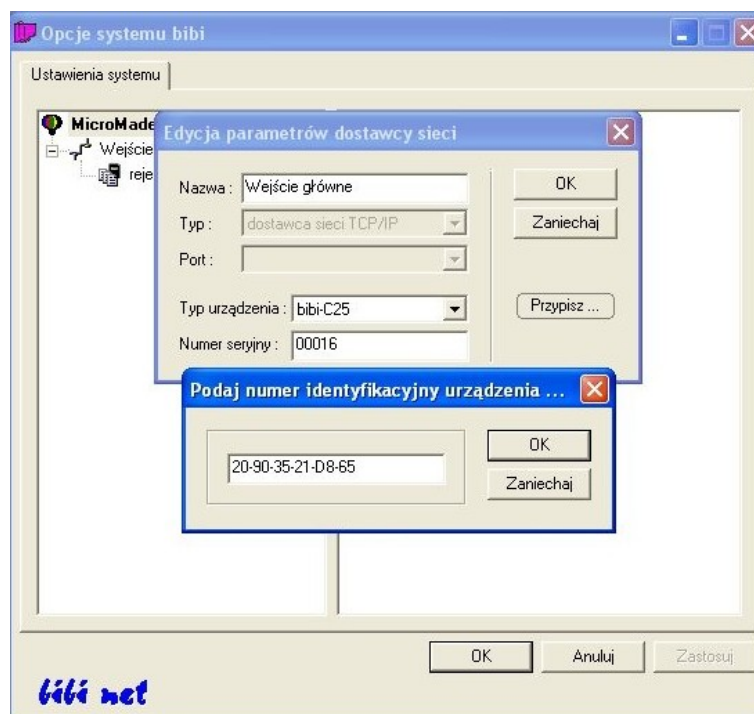 Opcje systemu bibi
Ustawienia systemu
MicroMade
Wejście
reje
Edycja parametrów dostawcy sieci
Nazwa : Wejście główne
Typ : dostawca sieci TCP/IP
Port :
Typ urządzenia : bibi-C25
Numer seryjny : 00016
OK
Zaniechaj
Przypisz ...
Podaj numer identyfikacyjny urządzenia ...
20-90-35-21-D8-65
OK
Zaniechaj
OK Anuluj Zastosuj
bibi net